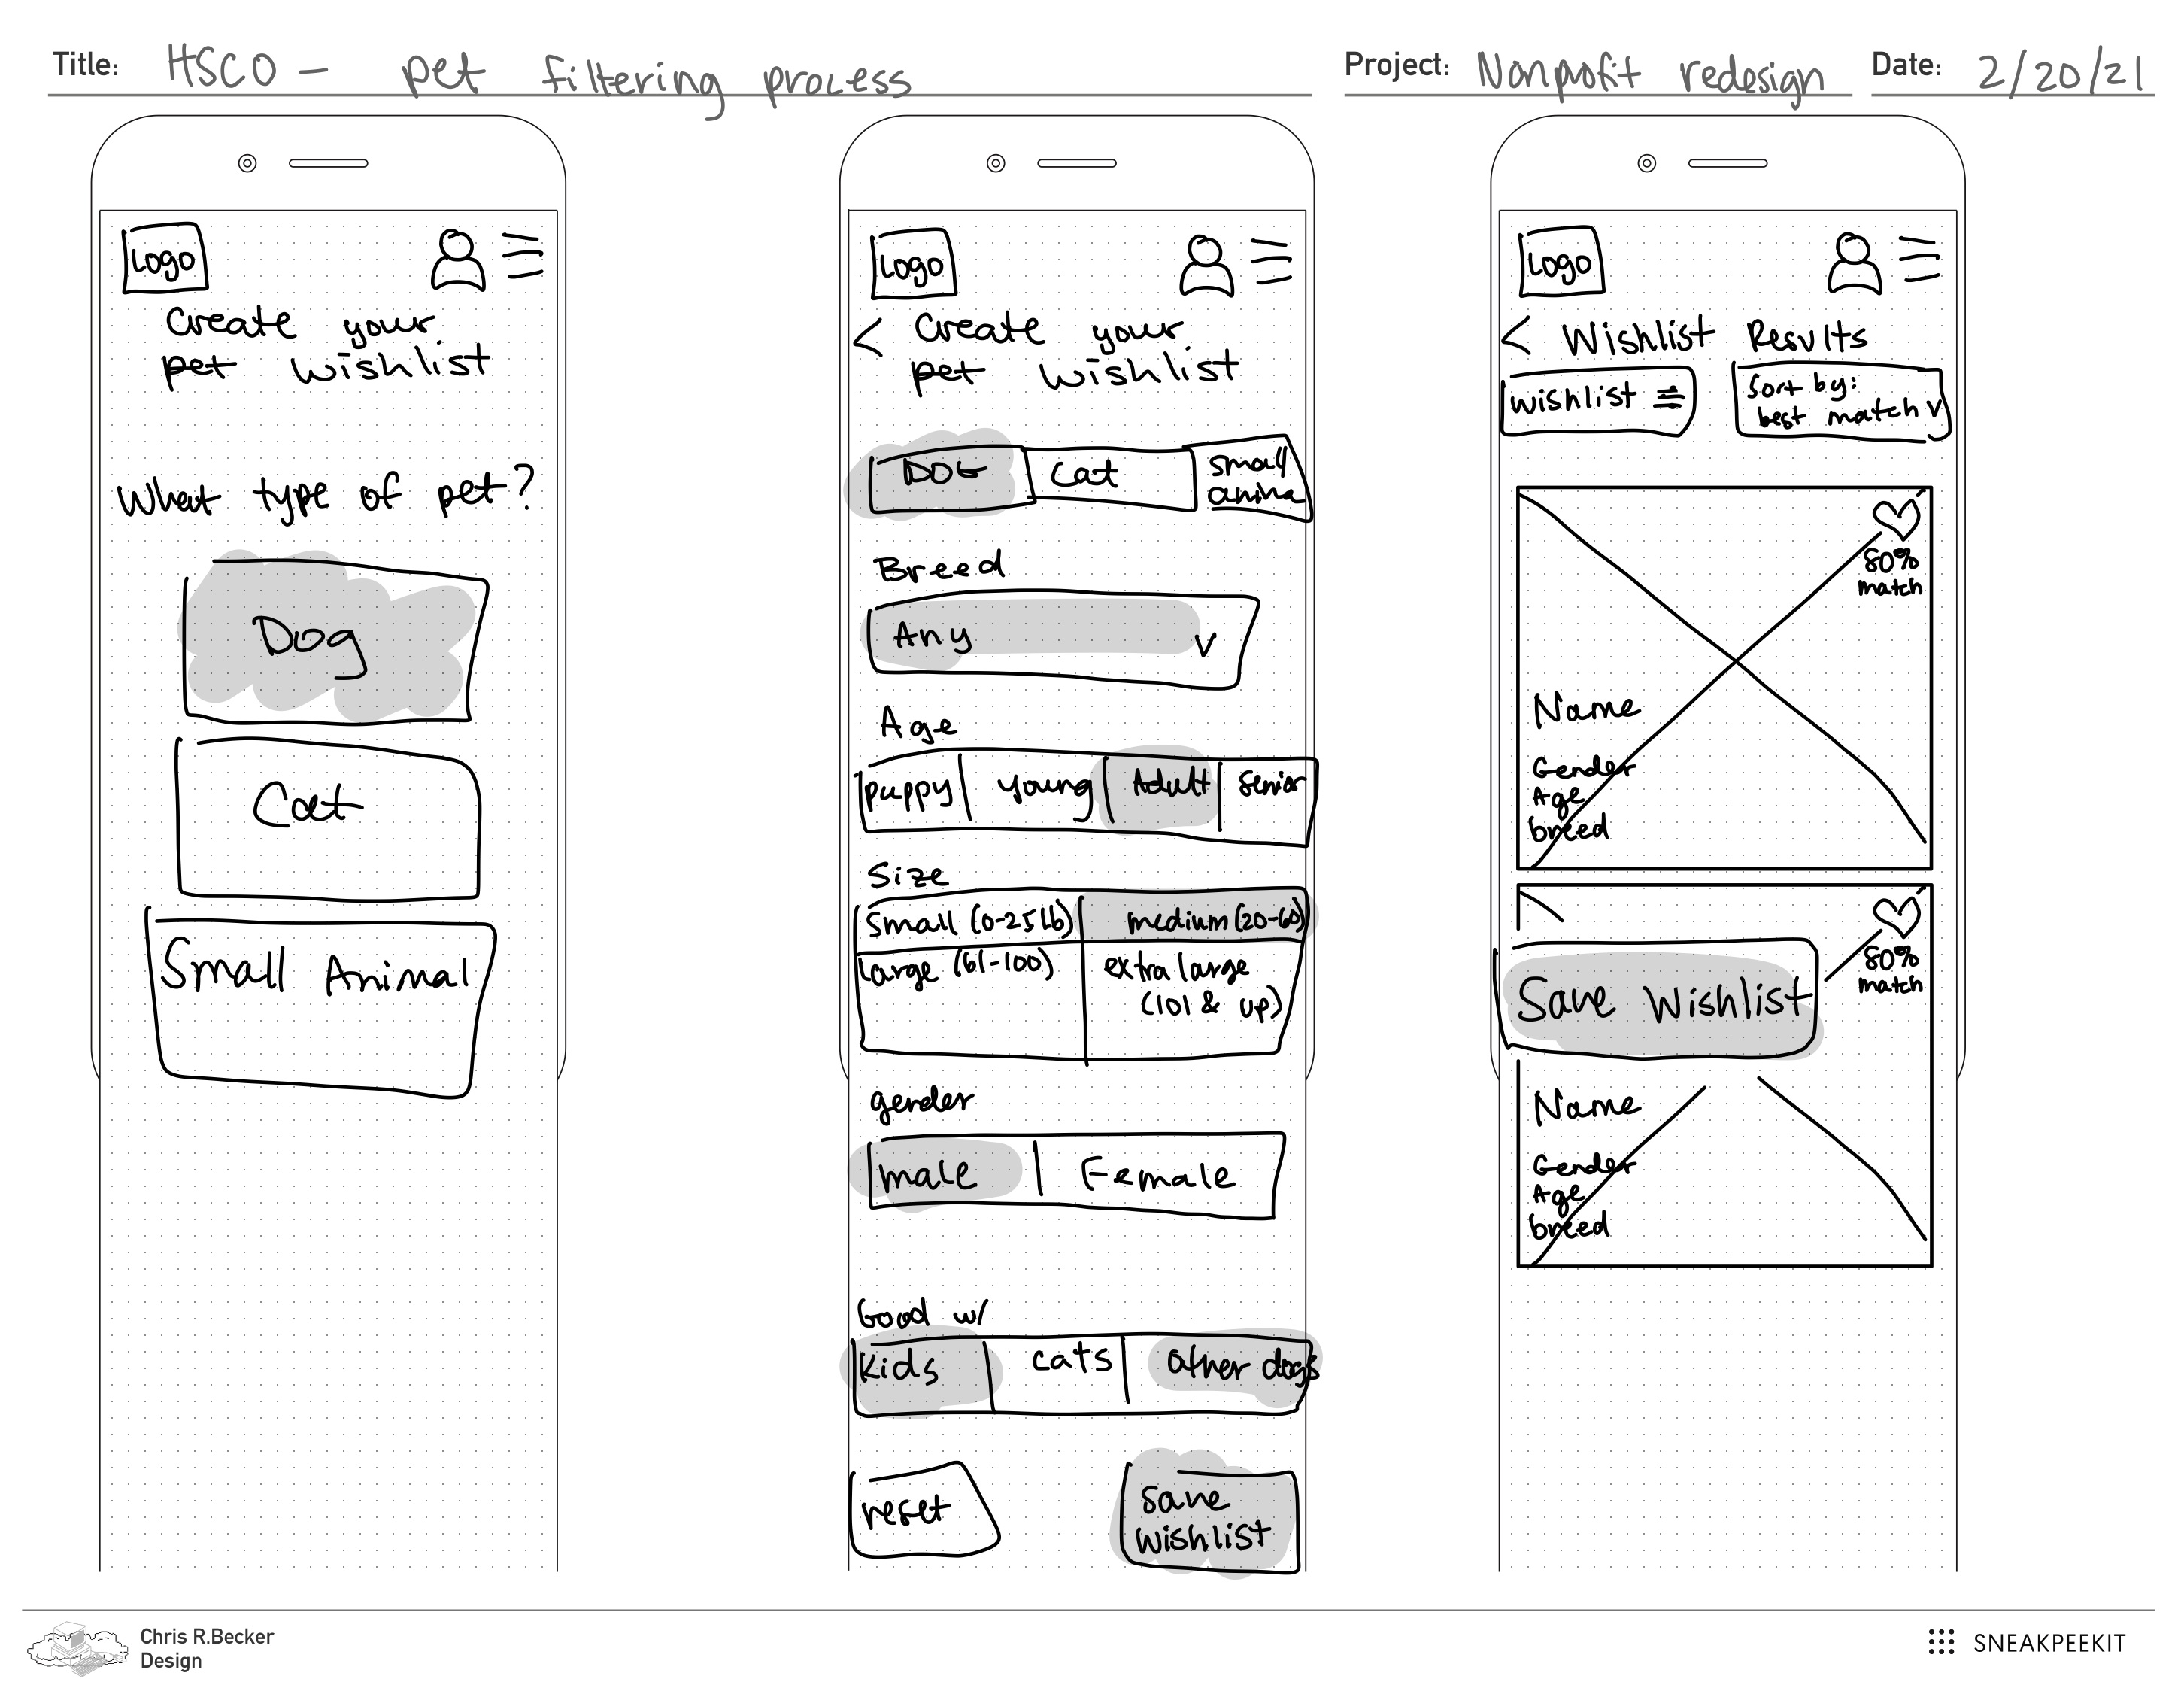 Title: HSCO - pet filtering process
Project: Nonprofit redesign
Date: 2/20/21
Logo
Create your
pet wishlist
What type of pet?
Dog
Cat
Small Animal
Logo
< Create your
pet wishlist
DOG
Cat
Small
anima
Breed
Any v
Age
puppy
young
Adult
senior
Size
Small (0-25 lb)
medium (20-60)
Large (61-100)
extra large
(101 & up)
gender
male
Female
Good w/
Kids
cats
other dogs
reset
save
wishlist
Logo
< Wishlist Results
wishlist
Sort by:
best match v
80%
match
Name
Gender
Age
breed
80%
match
Save Wishlist
Name
Gender
Age
breed
Chris R.Becker
Design
SNEAKPEEKIT